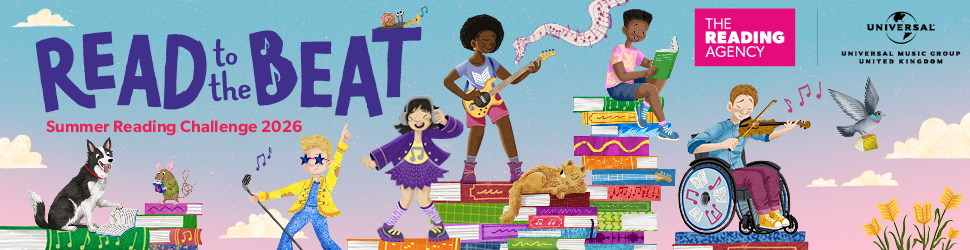 READ to
the BEAT
Summer Reading Challenge 2026
THE
READING
AGENCY
UNIVERSAL
UNIVERSAL MUSIC GROUP
UNITED KINGDOM